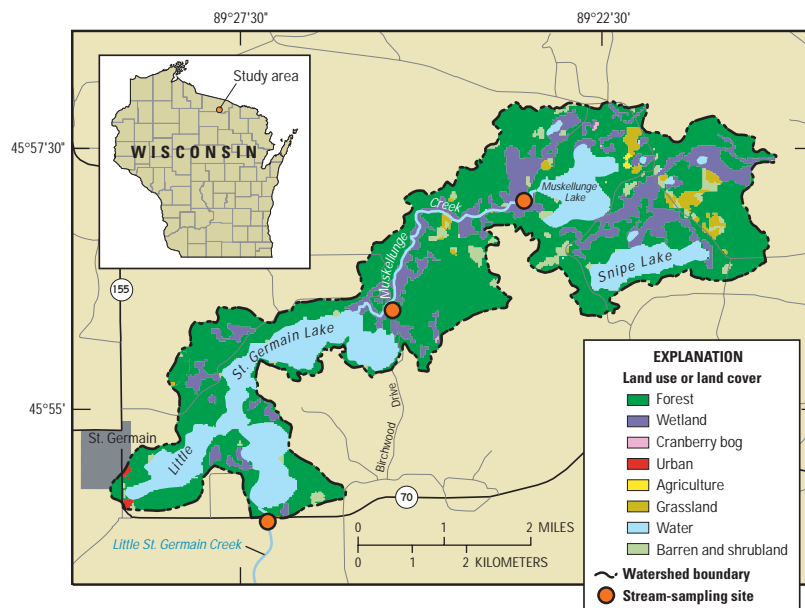 89°27'30"
89°22'30"
Study area
WISCONSIN
45°57'30"
Muskellunge
Lake
Creek
Muskellunge
Snipe Lake
155
St. Germain Lake
Little
45°55'
St. Germain
Birchwood Drive
70
Little St. Germain Creek
0 1 2 MILES
0 1 2 KILOMETERS
EXPLANATION
Land use or land cover
Forest
Wetland
Cranberry bog
Urban
Agriculture
Grassland
Water
Barren and shrubland
Watershed boundary
Stream-sampling site